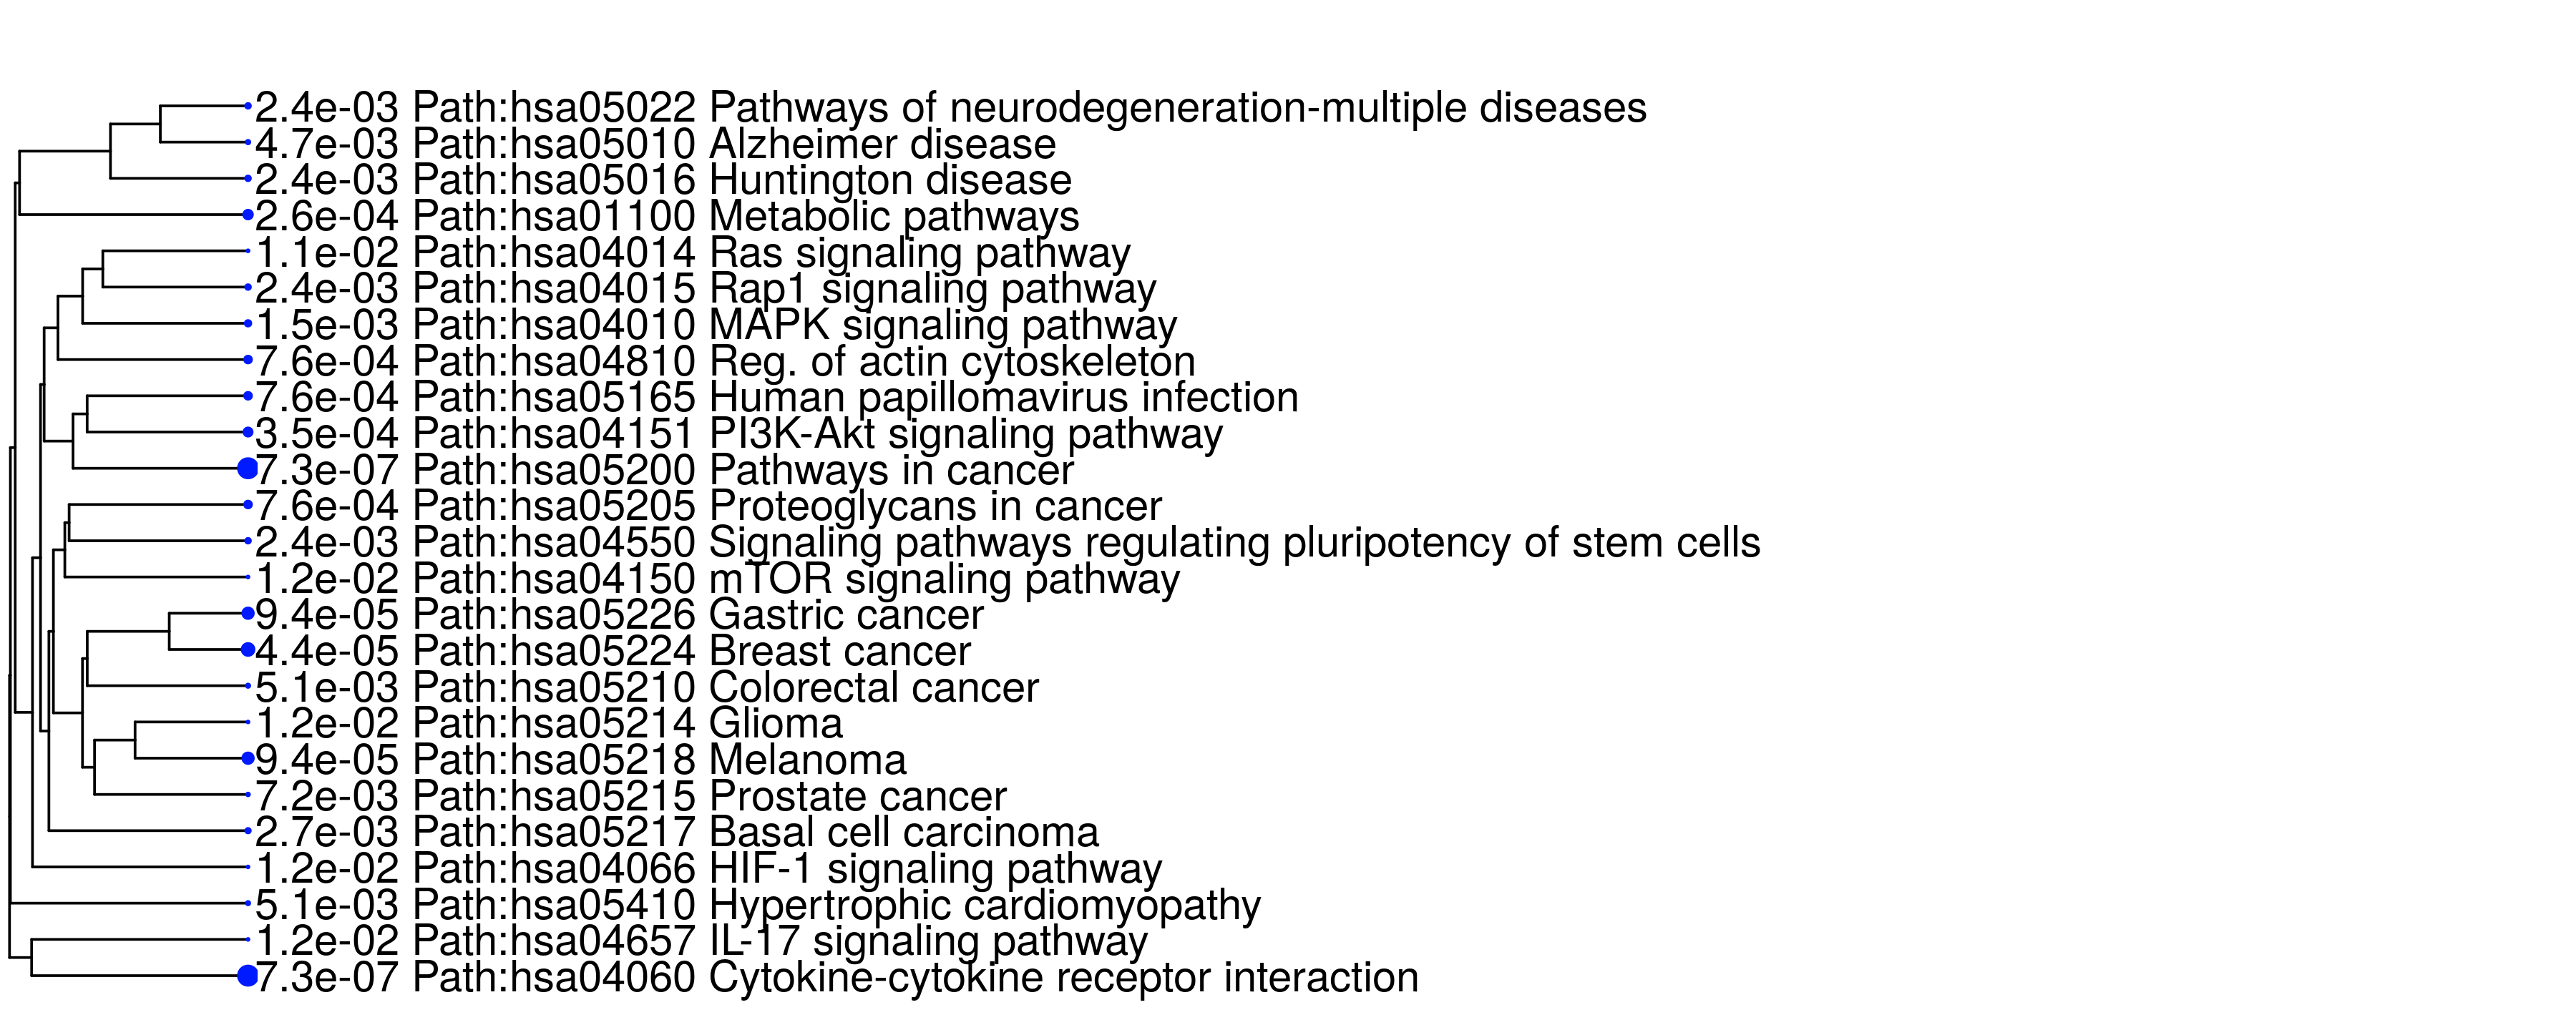 2.4e-03 Path:hsa05022 Pathways of neurodegeneration-multiple diseases
4.7e-03 Path:hsa05010 Alzheimer disease
2.4e-03 Path:hsa05016 Huntington disease
2.6e-04 Path:hsa01100 Metabolic pathways
1.1e-02 Path:hsa04014 Ras signaling pathway
2.4e-03 Path:hsa04015 Rap1 signaling pathway
1.5e-03 Path:hsa04010 MAPK signaling pathway
7.6e-04 Path:hsa04810 Reg. of actin cytoskeleton
7.6e-04 Path:hsa05165 Human papillomavirus infection
3.5e-04 Path:hsa04151 PI3K-Akt signaling pathway
7.3e-07 Path:hsa05200 Pathways in cancer
7.6e-04 Path:hsa05205 Proteoglycans in cancer
2.4e-03 Path:hsa04550 Signaling pathways regulating pluripotency of stem cells
1.2e-02 Path:hsa04150 mTOR signaling pathway
9.4e-05 Path:hsa05226 Gastric cancer
4.4e-05 Path:hsa05224 Breast cancer
5.1e-03 Path:hsa05210 Colorectal cancer
1.2e-02 Path:hsa05214 Glioma
9.4e-05 Path:hsa05218 Melanoma
7.2e-03 Path:hsa05215 Prostate cancer
2.7e-03 Path:hsa05217 Basal cell carcinoma
1.2e-02 Path:hsa04066 HIF-1 signaling pathway
5.1e-03 Path:hsa05410 Hypertrophic cardiomyopathy
1.2e-02 Path:hsa04657 IL-17 signaling pathway
7.3e-07 Path:hsa04060 Cytokine-cytokine receptor interaction